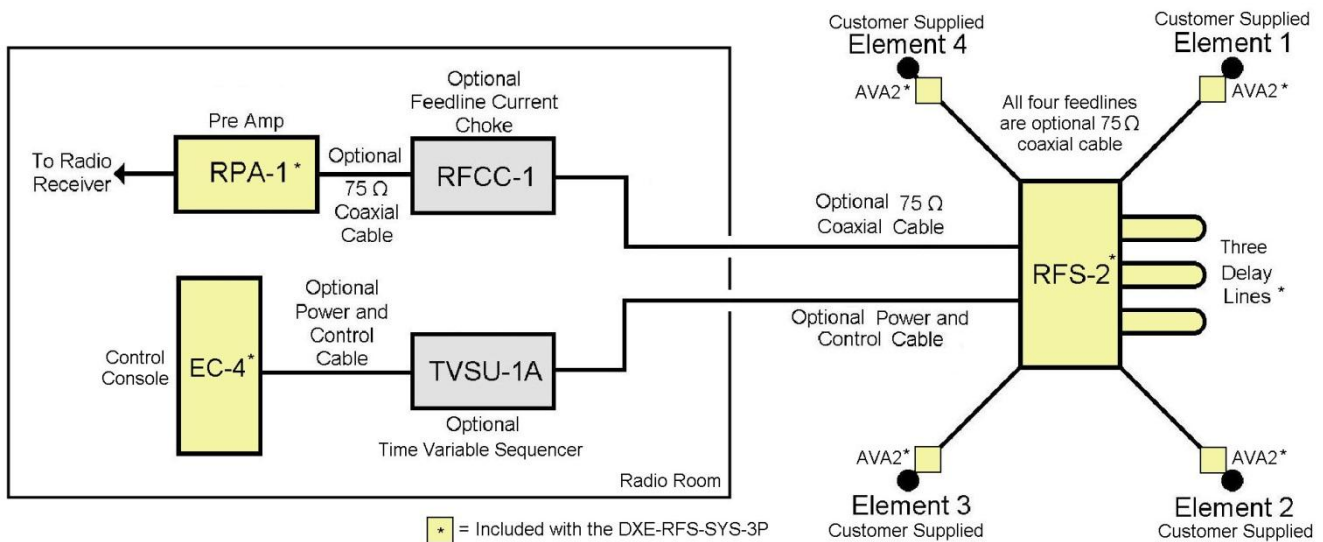 Customer Supplied
Element 4
AVA2*
Customer Supplied
Element 1
AVA2*
All four feedlines
are optional 75 Ω
coaxial cable
Optional
Feedline Current
Choke
Pre Amp
To Radio
Receiver
RPA-1*
Optional
75 Ω
Coaxial
Cable
RFCC-1
Optional 75 Ω
Coaxial Cable
RFS-2*
Three
Delay
Lines *
Control
Console
EC-4*
Optional
Power and
Control
Cable
TVSU-1A
Optional
Time Variable Sequencer
Optional Power and
Control Cable
Radio Room
AVA2*
Element 3
Customer Supplied
AVA2*
Element 2
Customer Supplied
* = Included with the DXE-RFS-SYS-3P